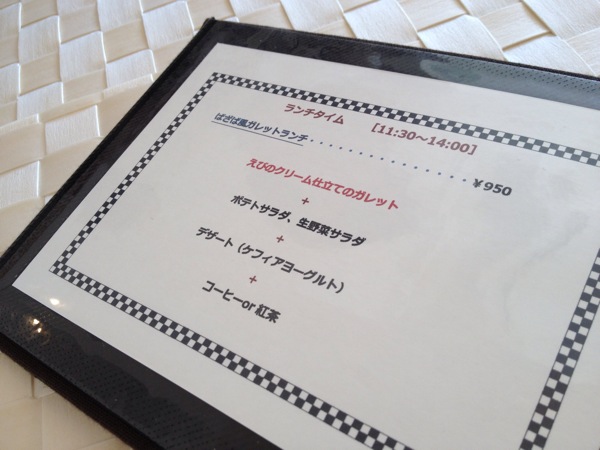 ランチタイム　[11:30～14:00]
ぱさぱ風ガレットランチ・・・・・・・・・・・・・・・・・￥950
えびのクリーム仕立てのガレット
+
ポテトサラダ、生野菜サラダ
+
デザート（ケフィアヨーグルト）
+
コーヒーor 紅茶